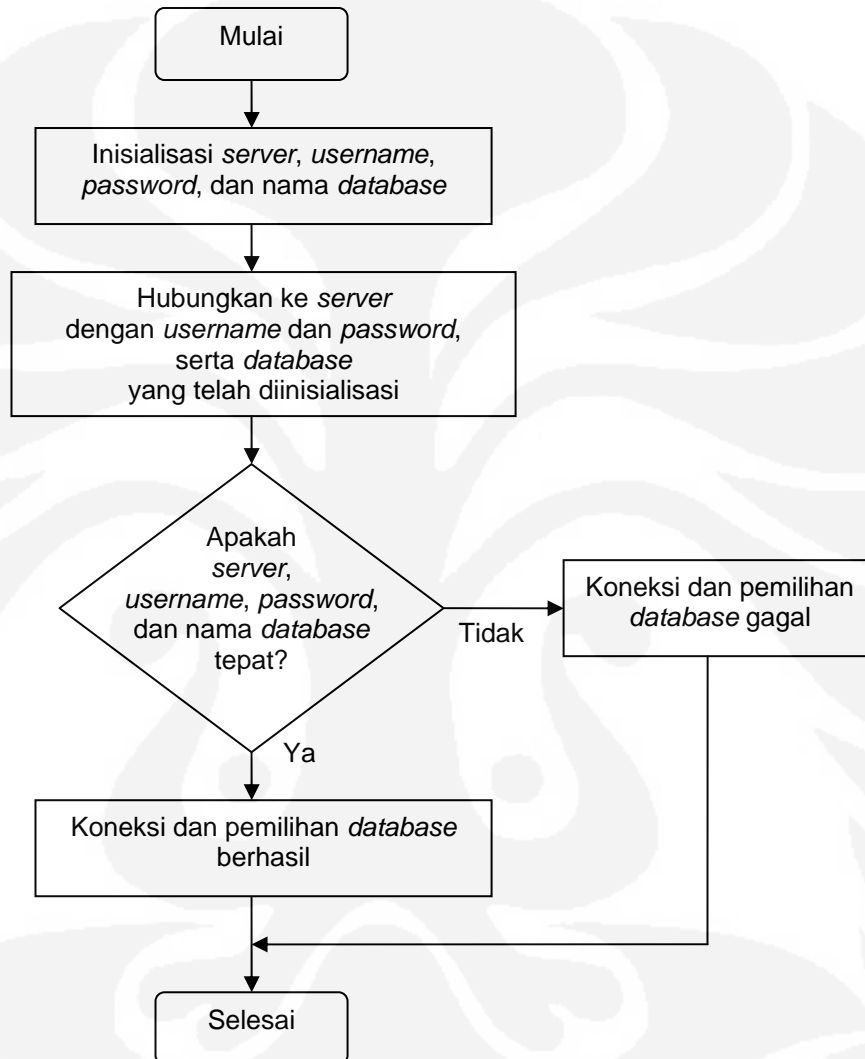 Mulai
Inisialisasi server, username,
password, dan nama database
Hubungkan ke server
dengan username dan password,
serta database
yang telah diinisialisasi
Apakah
server,
username, password,
dan nama database
tepat?
Tidak
Koneksi dan pemilihan
database gagal
Ya
Koneksi dan pemilihan database
berhasil
Selesai